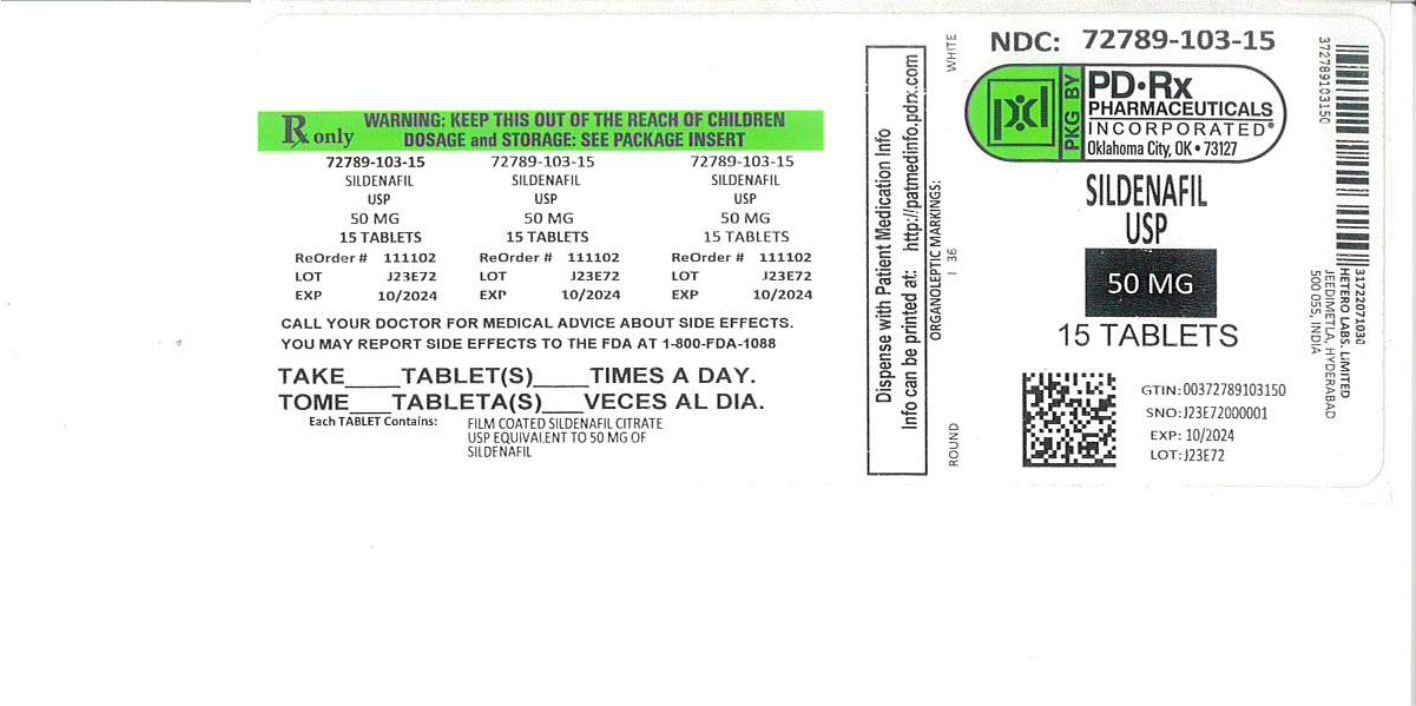 Rx only
WARNING: KEEP THIS OUT OF THE REACH OF CHILDREN
DOSAGE and STORAGE: SEE PACKAGE INSERT
72789-103-15 72789-103-15 72789-103-15
SILDENAFIL SILDENAFIL SILDENAFIL
USP USP USP
50 MG 50 MG 50 MG
15 TABLETS 15 TABLETS 15 TABLETS
ReOrder # 111102 ReOrder # 111102 ReOrder # 111102
LOT J23E72 LOT J23E72 LOT J23E72
EXP 10/2024 EXP 10/2024 EXP 10/2024
CALL YOUR DOCTOR FOR MEDICAL ADVICE ABOUT SIDE EFFECTS.
YOU MAY REPORT SIDE EFFECTS TO THE FDA AT 1-800-FDA-1088
TAKE____TABLET(S)____TIMES A DAY.
TOME___TABLETA(S)___VECES AL DIA.
Each TABLET Contains: FILM COATED SILDENAFIL CITRATE
USP EQUIVALENT TO 50 MG OF
SILDENAFIL
Dispense with Patient Medication Info
Info can be printed at: http://patmedinfo.pdrx.com
ORGANOLEPTIC MARKINGS:
ROUND I 36 WHITE
NDC: 72789-103-15
PKG BY
PD·Rx
PHARMACEUTICALS
INCORPORATED®
Oklahoma City, OK • 73127
SILDENAFIL
USP
50 MG
15 TABLETS
GTIN: 00372789103150
SNO: J23E72000001
EXP: 10/2024
LOT: J23E72
372789103150
31722071030
HETERO LABS. LIMITED
JEEDIMETLA, HYDERABAD
500 055, INDIA